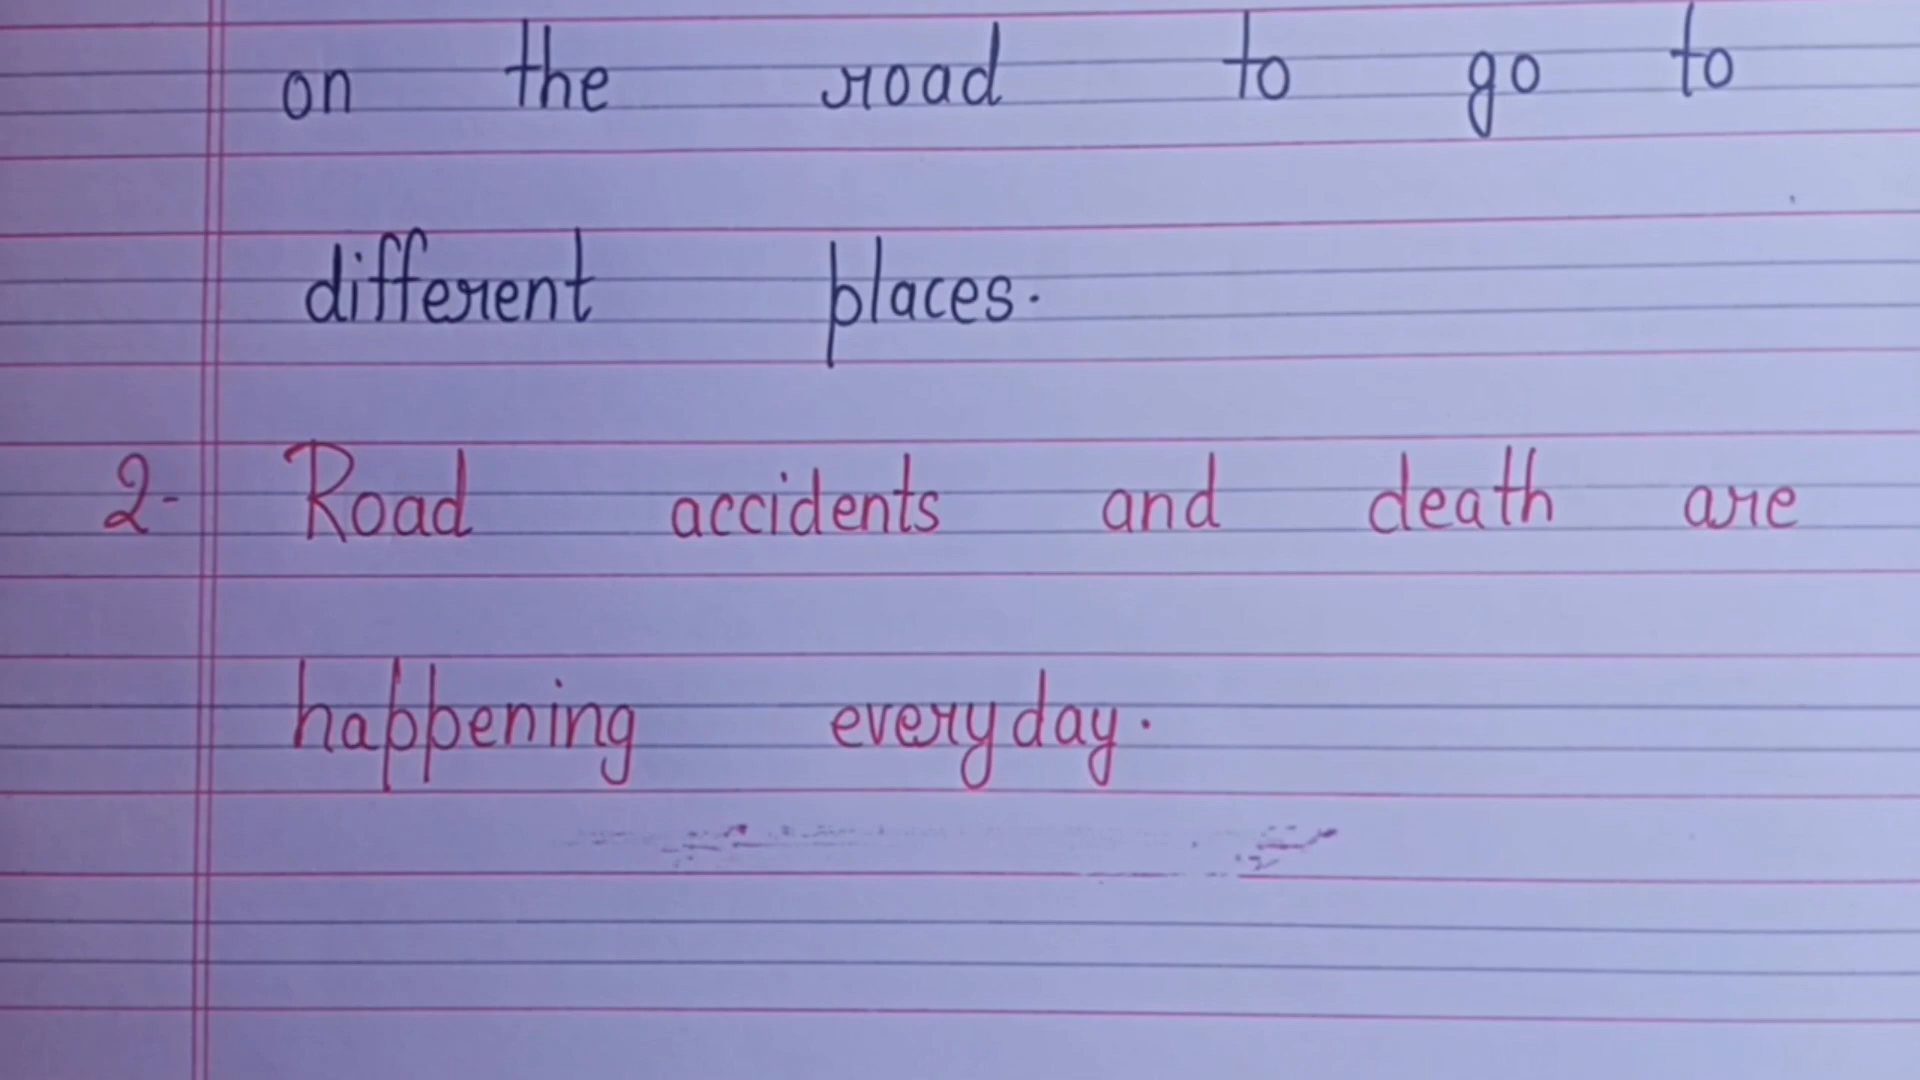 on the road to go to
different places.
2- Road accidents and death are
happening everyday.